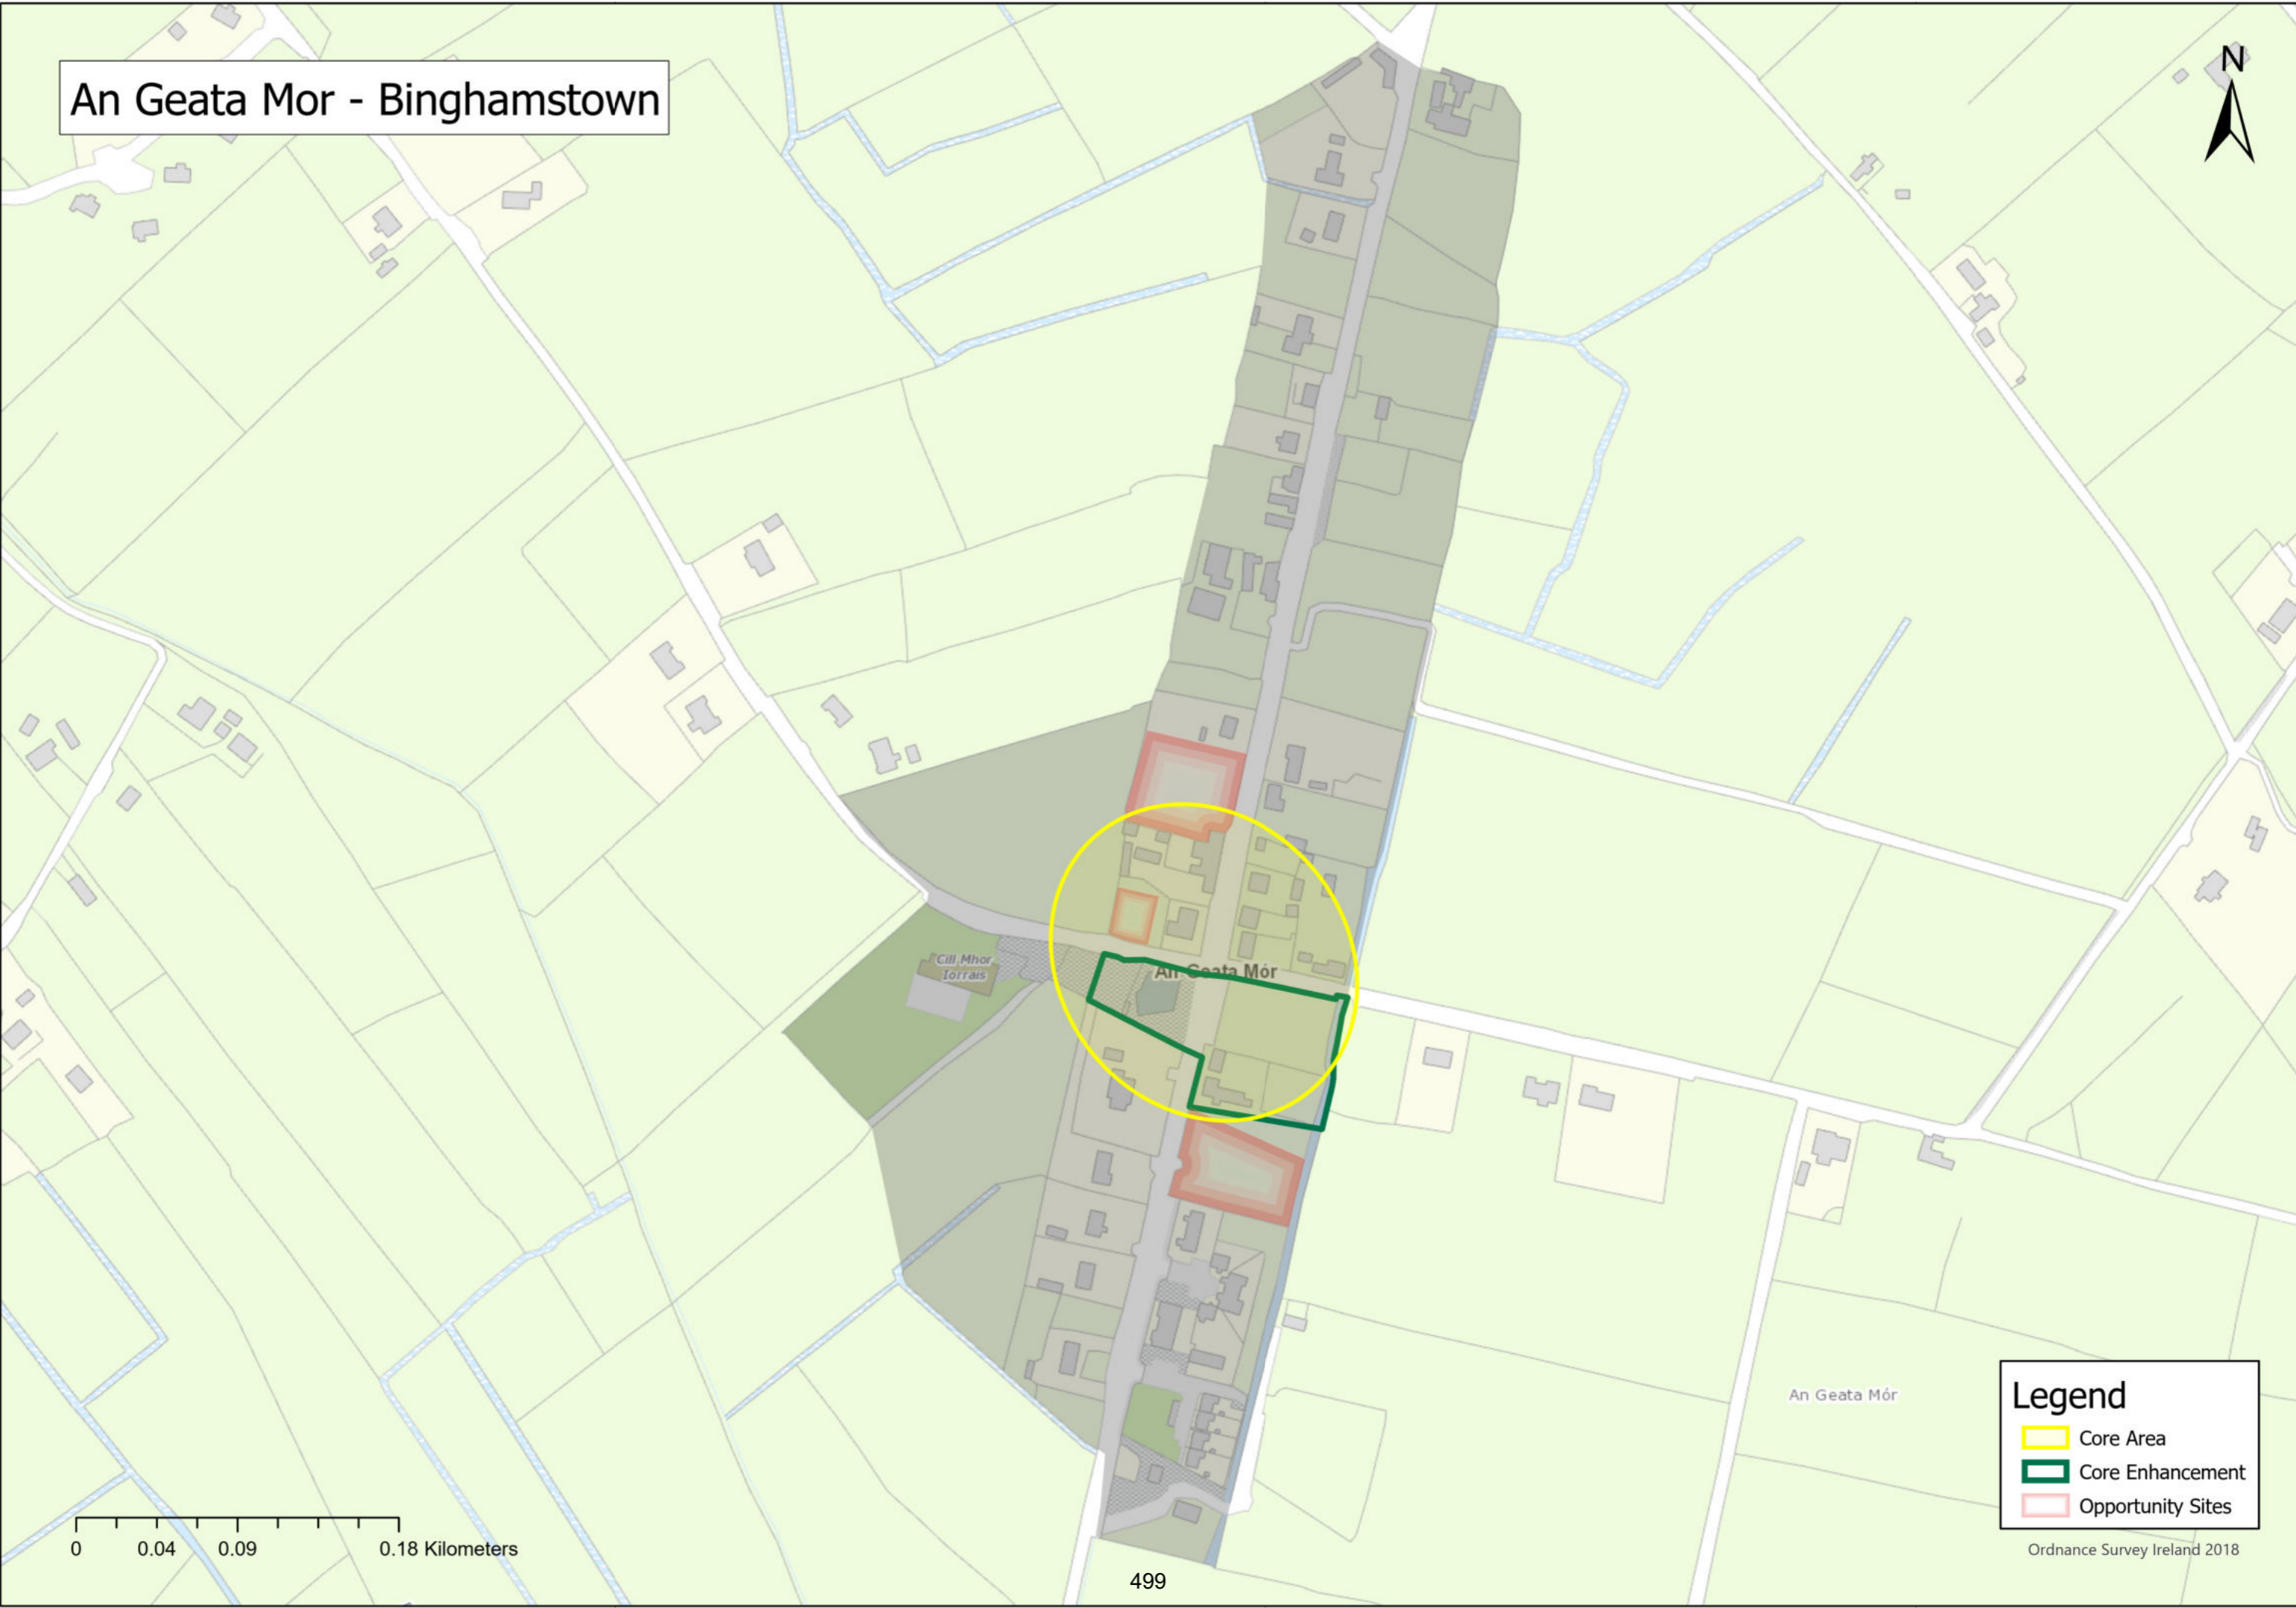 An Geata Mor - Binghamstown
N
Cill Mhor
Iorrais
An Geata Mór
An Geata Mór
Legend
Core Area
Core Enhancement
Opportunity Sites
Ordnance Survey Ireland 2018
0 0.04 0.09 0.18 Kilometers
499